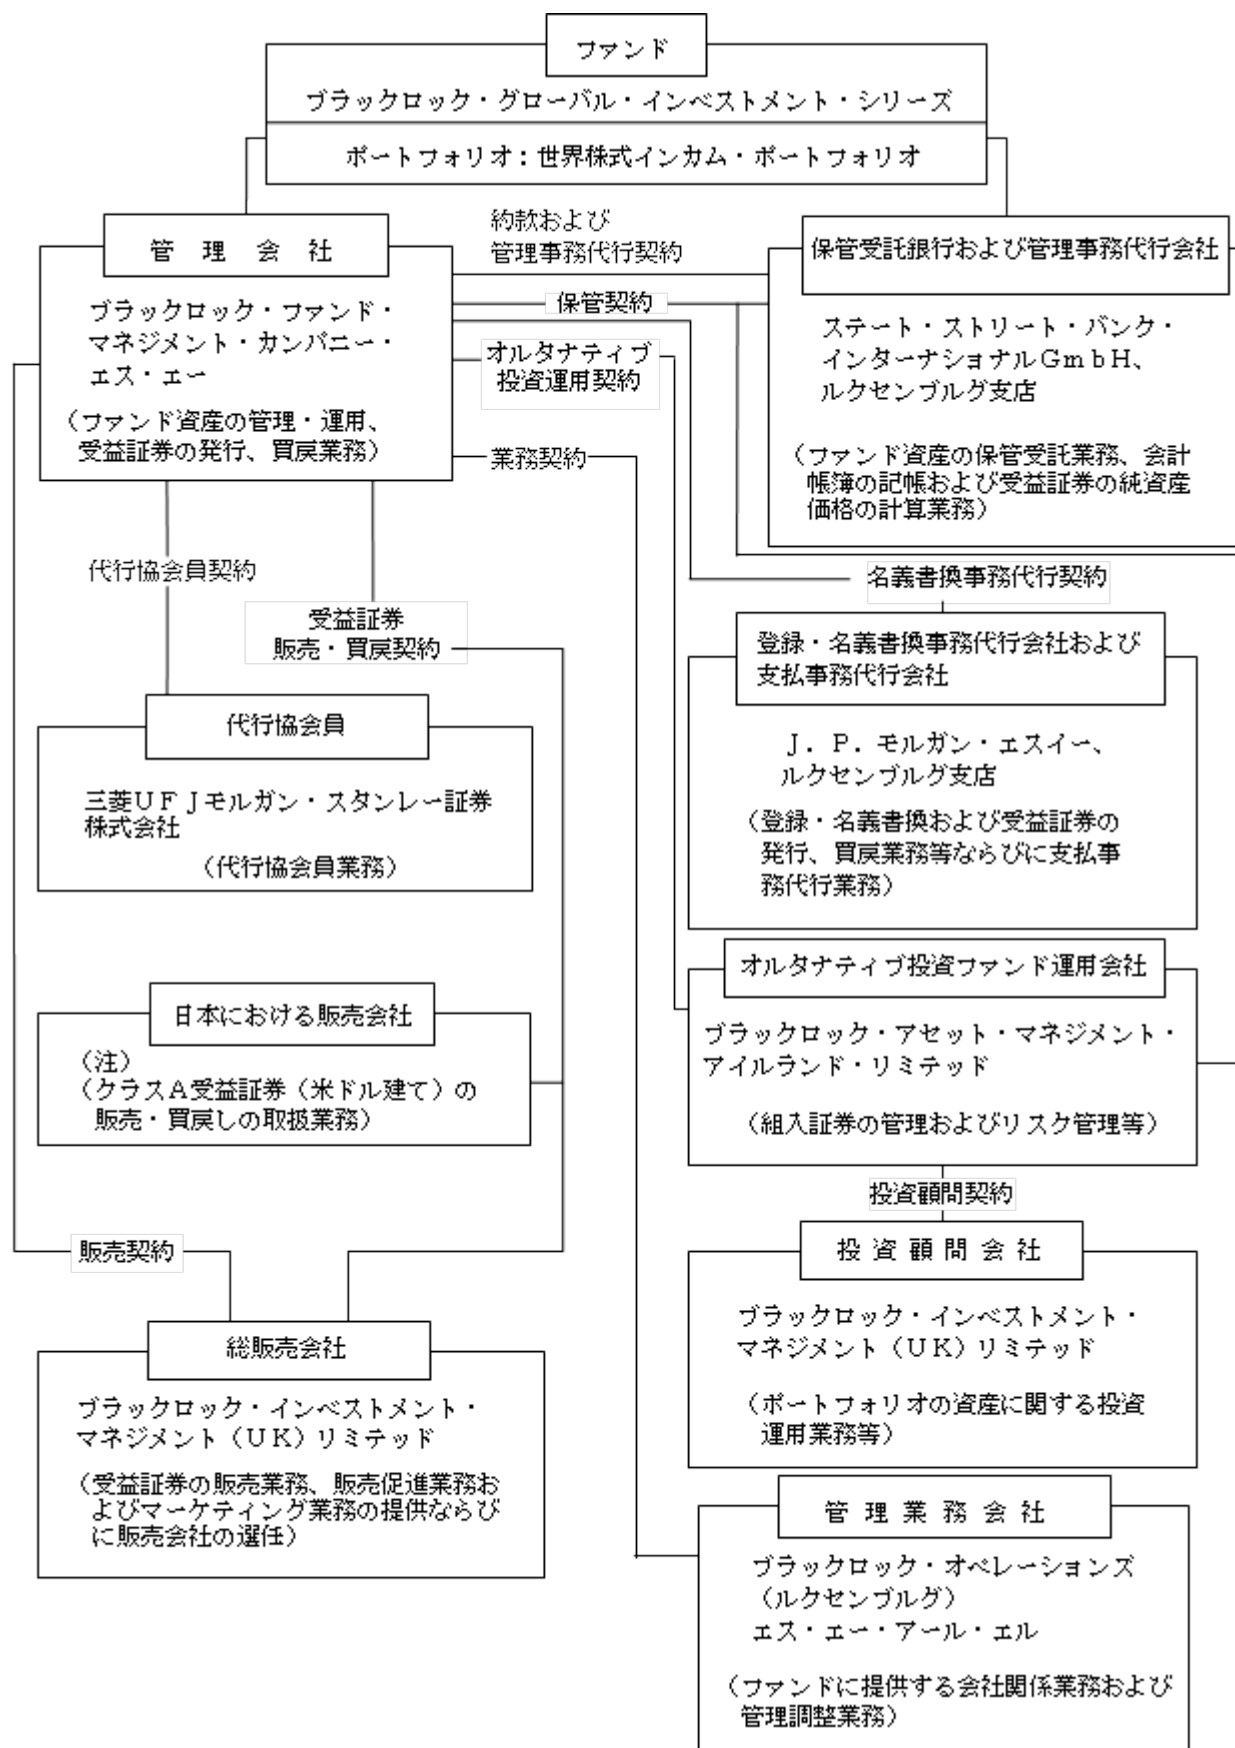 ファンド
ブラックロック・グローバル・インベストメント・シリーズ
ポートフォリオ：世界株式インカム・ポートフォリオ
管理会社
ブラックロック・ファンド・
マネジメント・カンパニー・
エス・エー
（ファンド資産の管理・運用、
受益証券の発行、買戻業務）
約款および
管理事務代行契約
保管契約
オルタナティブ
投資運用契約
業務契約
保管受託銀行および管理事務代行会社
ステート・ストリート・バンク・
インターナショナルＧｍｂＨ、
ルクセンブルグ支店
（ファンド資産の保管受託業務、会計
帳簿の記帳および受益証券の純資産
価格の計算業務）
代行協会員契約
受益証券
販売・買戻契約
名義書換事務代行契約
登録・名義書換事務代行会社および
支払事務代行会社
Ｊ．Ｐ．モルガン・エスイー、
ルクセンブルグ支店
（登録・名義書換および受益証券の
発行、買戻業務等ならびに支払事
務代行業務）
代行協会員
三菱ＵＦＪモルガン・スタンレー証券
株式会社
（代行協会員業務）
オルタナティブ投資ファンド運用会社
ブラックロック・アセット・マネジメント・
アイルランド・リミテッド
（組入証券の管理およびリスク管理等）
日本における販売会社
（注）
（クラスＡ受益証券（米ドル建て）の
販売・買戻しの取扱業務）
投資顧問契約
投資顧問会社
ブラックロック・インベストメント・
マネジメント（ＵＫ）リミテッド
（ポートフォリオの資産に関する投資
運用業務等）
販売契約
総販売会社
ブラックロック・インベストメント・
マネジメント（ＵＫ）リミテッド
（受益証券の販売業務、販売促進業務お
よびマーケティング業務の提供ならび
に販売会社の選任）
管理業務会社
ブラックロック・オペレーションズ
（ルクセンブルグ）
エス・エー・アール・エル
（ファンドに提供する会社関係業務および
管理調整業務）